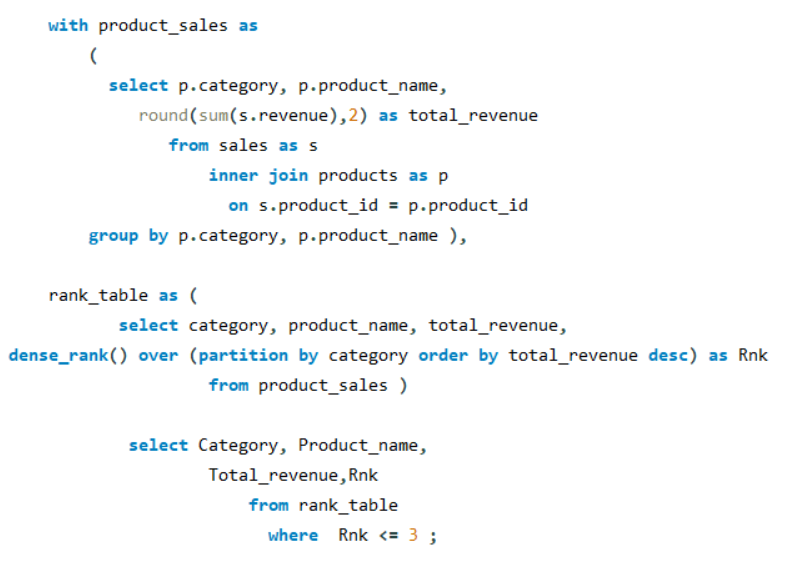 with product_sales as
(
select p.category, p.product_name,
round(sum(s.revenue),2) as total_revenue
from sales as s
inner join products as p
on s.product_id = p.product_id
group by p.category, p.product_name ),
rank_table as (
select category, product_name, total_revenue,
dense_rank() over (partition by category order by total_revenue desc) as Rnk
from product_sales )
select Category, Product_name,
Total_revenue,Rnk
from rank_table
where  Rnk <= 3 ;